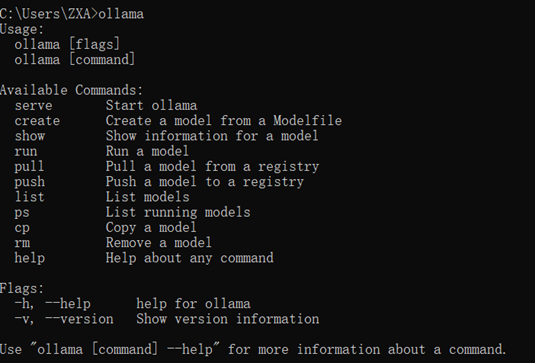 C:\Users\ZXA>ollama
Usage:
  ollama [flags]
  ollama [command]

Available Commands:
  serve       Start ollama
  create      Create a model from a Modelfile
  show        Show information for a model
  run         Run a model
  pull        Pull a model from a registry
  push        Push a model to a registry
  list        List models
  ps          List running models
  cp          Copy a model
  rm          Remove a model
  help        Help about any command

Flags:
  -h, --help      help for ollama
  -v, --version   Show version information

Use "ollama [command] --help" for more information about a command.